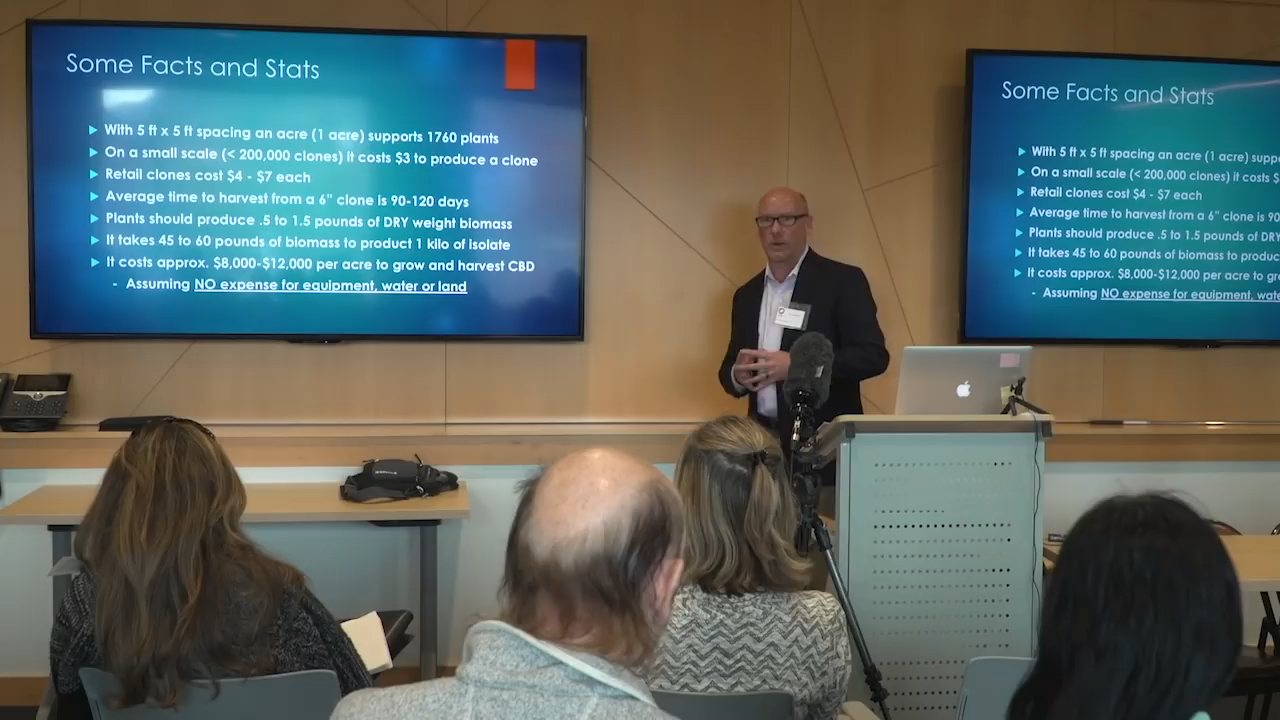 Some Facts and Stats
With 5 ft x 5 ft spacing an acre (1 acre) supports 1760 plants
On a small scale (< 200,000 clones) it costs $3 to produce a clone
Retail clones cost $4 - $7 each
Average time to harvest from a 6" clone is 90-120 days
Plants should produce .5 to 1.5 pounds of DRY weight biomass
It takes 45 to 60 pounds of biomass to product 1 kilo of isolate
It costs approx. $8,000-$12,000 per acre to grow and harvest CBD
- Assuming NO expense for equipment, water or land
Some Facts and Stats
With 5 ft x 5 ft spacing an acre (1 acre) supp
On a small scale (< 200,000 clones) it costs $
Retail clones cost $4 - $7 each
Average time to harvest from a 6" clone is 90
Plants should produce .5 to 1.5 pounds of DRY
It takes 45 to 60 pounds of biomass to produc
It costs approx. $8,000-$12,000 per acre to gr
- Assuming NO expense for equipment, wate